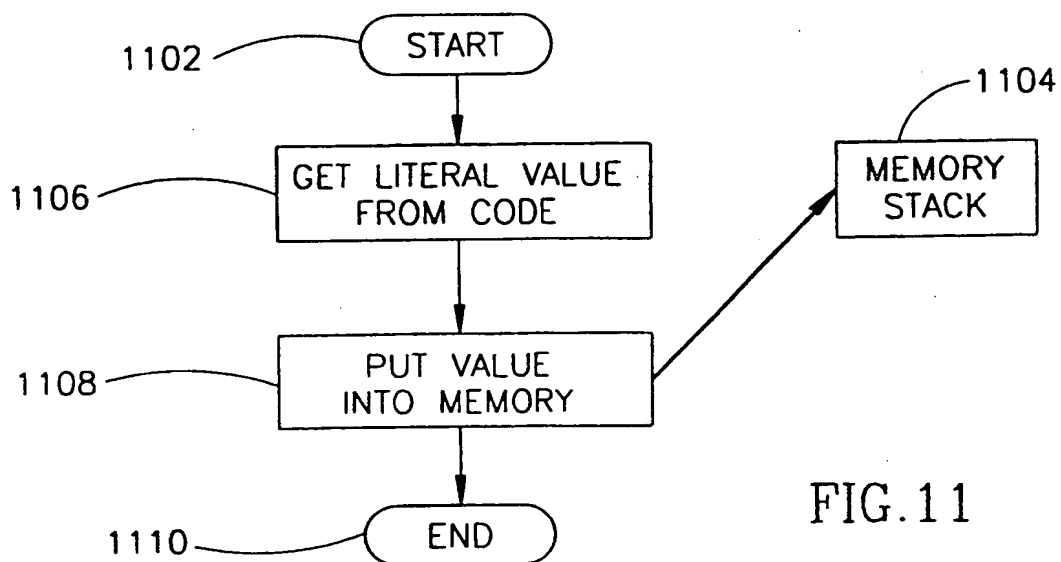 1102
START
1104
1106
GET LITERAL VALUE
FROM CODE
MEMORY
STACK
1108
PUT VALUE
INTO MEMORY
1110
END
FIG.11